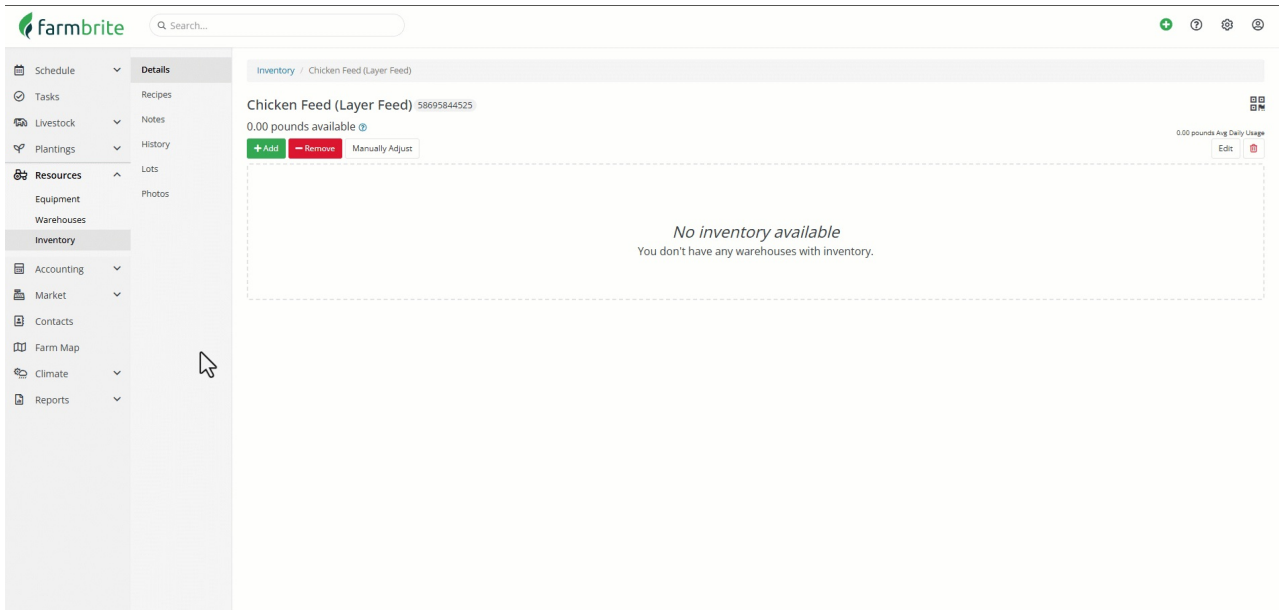 farmbrite
Search...
Schedule
Tasks
Livestock
Plantings
Resources
Equipment
Warehouses
Inventory
Accounting
Market
Contacts
Farm Map
Climate
Reports
Details
Recipes
Notes
History
Lots
Photos
Inventory / Chicken Feed (Layer Feed)
Chicken Feed (Layer Feed) 58695844525
0.00 pounds available
0.00 pounds Avg Daily Usage
+ Add - Remove Manually Adjust Edit
No inventory available
You don't have any warehouses with inventory.